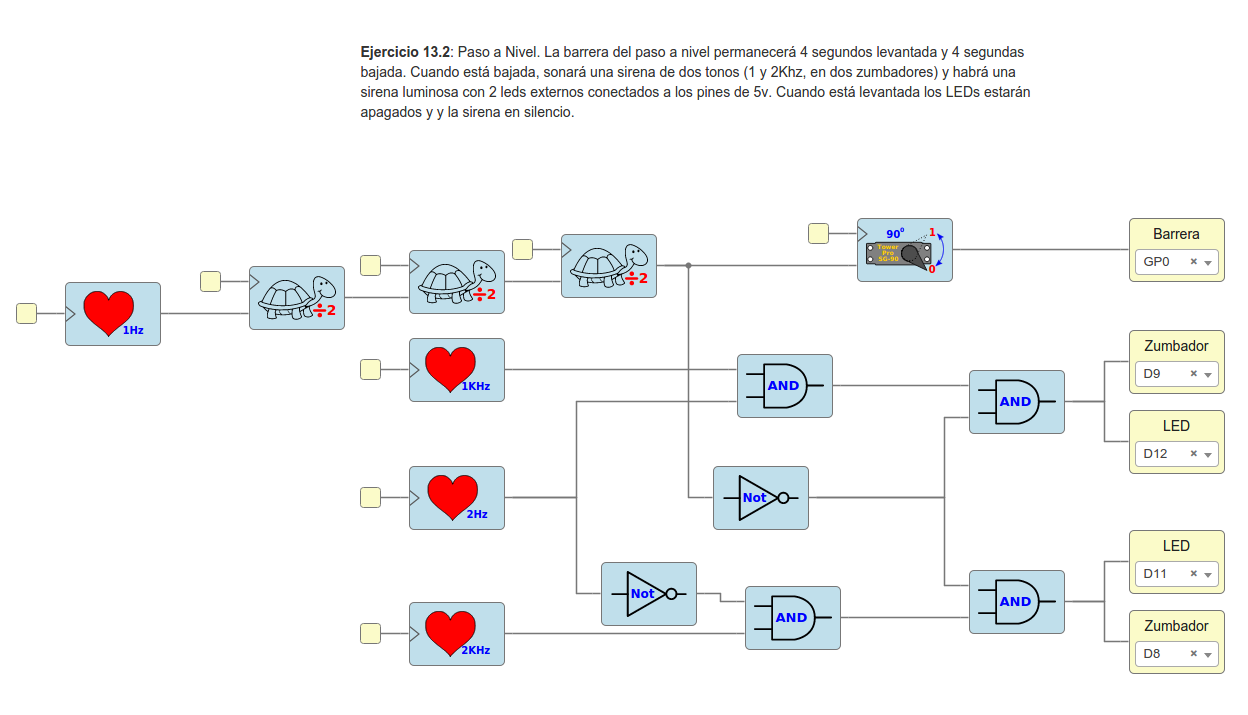 Ejercicio 13.2: Paso a Nivel. La barrera del paso a nivel permanecerá 4 segundos levantada y 4 segundas
bajada. Cuando está bajada, sonará una sirena de dos tonos (1 y 2Khz, en dos zumbadores) y habrá una
sirena luminosa con 2 leds externos conectados a los pines de 5v. Cuando está levantada los LEDs estarán
apagados y y la sirena en silencio.
90º
1
Tower
Pro
SG-90
0
Barrera
GP0
÷2
÷2
÷2
1Hz
1KHz
AND
Zumbador
D9
AND
LED
D12
2Hz
Not
LED
D11
Not
AND
AND
2KHz
Zumbador
D8